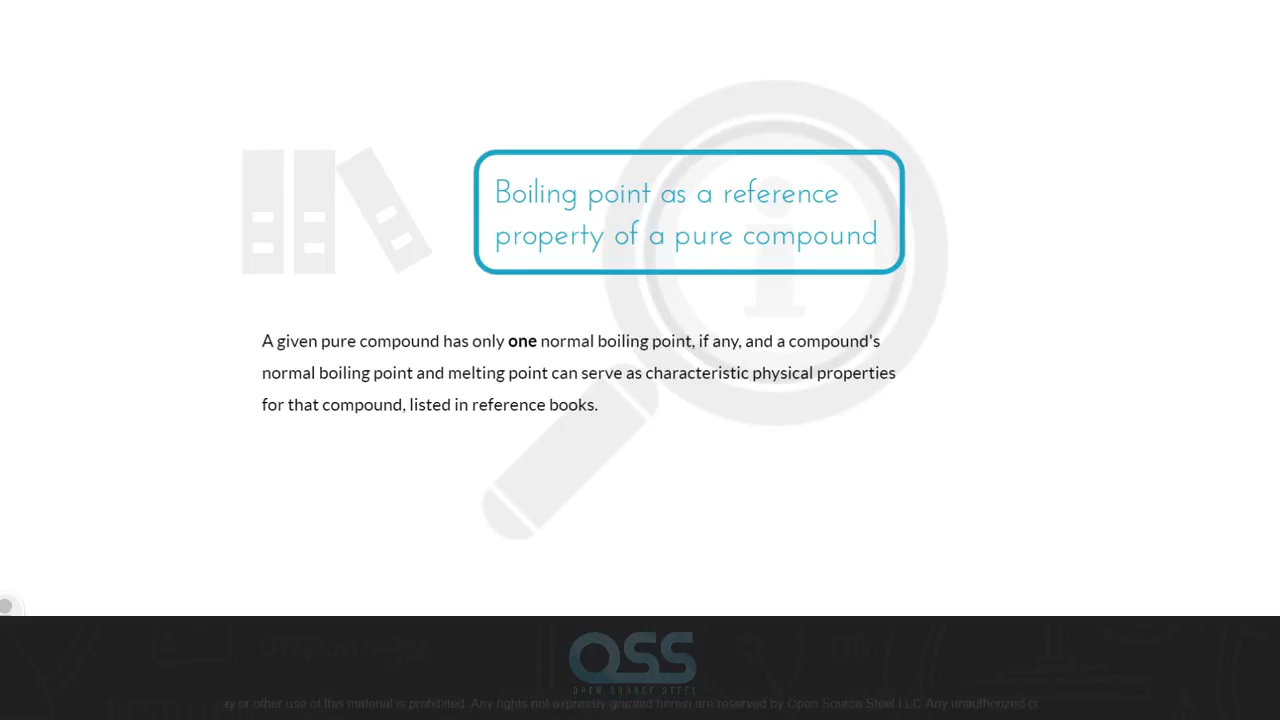 Boiling point as a reference
property of a pure compound
A given pure compound has only one normal boiling point, if any, and a compound's
normal boiling point and melting point can serve as characteristic physical properties
for that compound, listed in reference books.
OSS
OPEN SOURCE STEEL
or other use of this material is prohibited. Any rights not expressly granted herein are reserved by Open Source Steel LLC. Any unauthorized